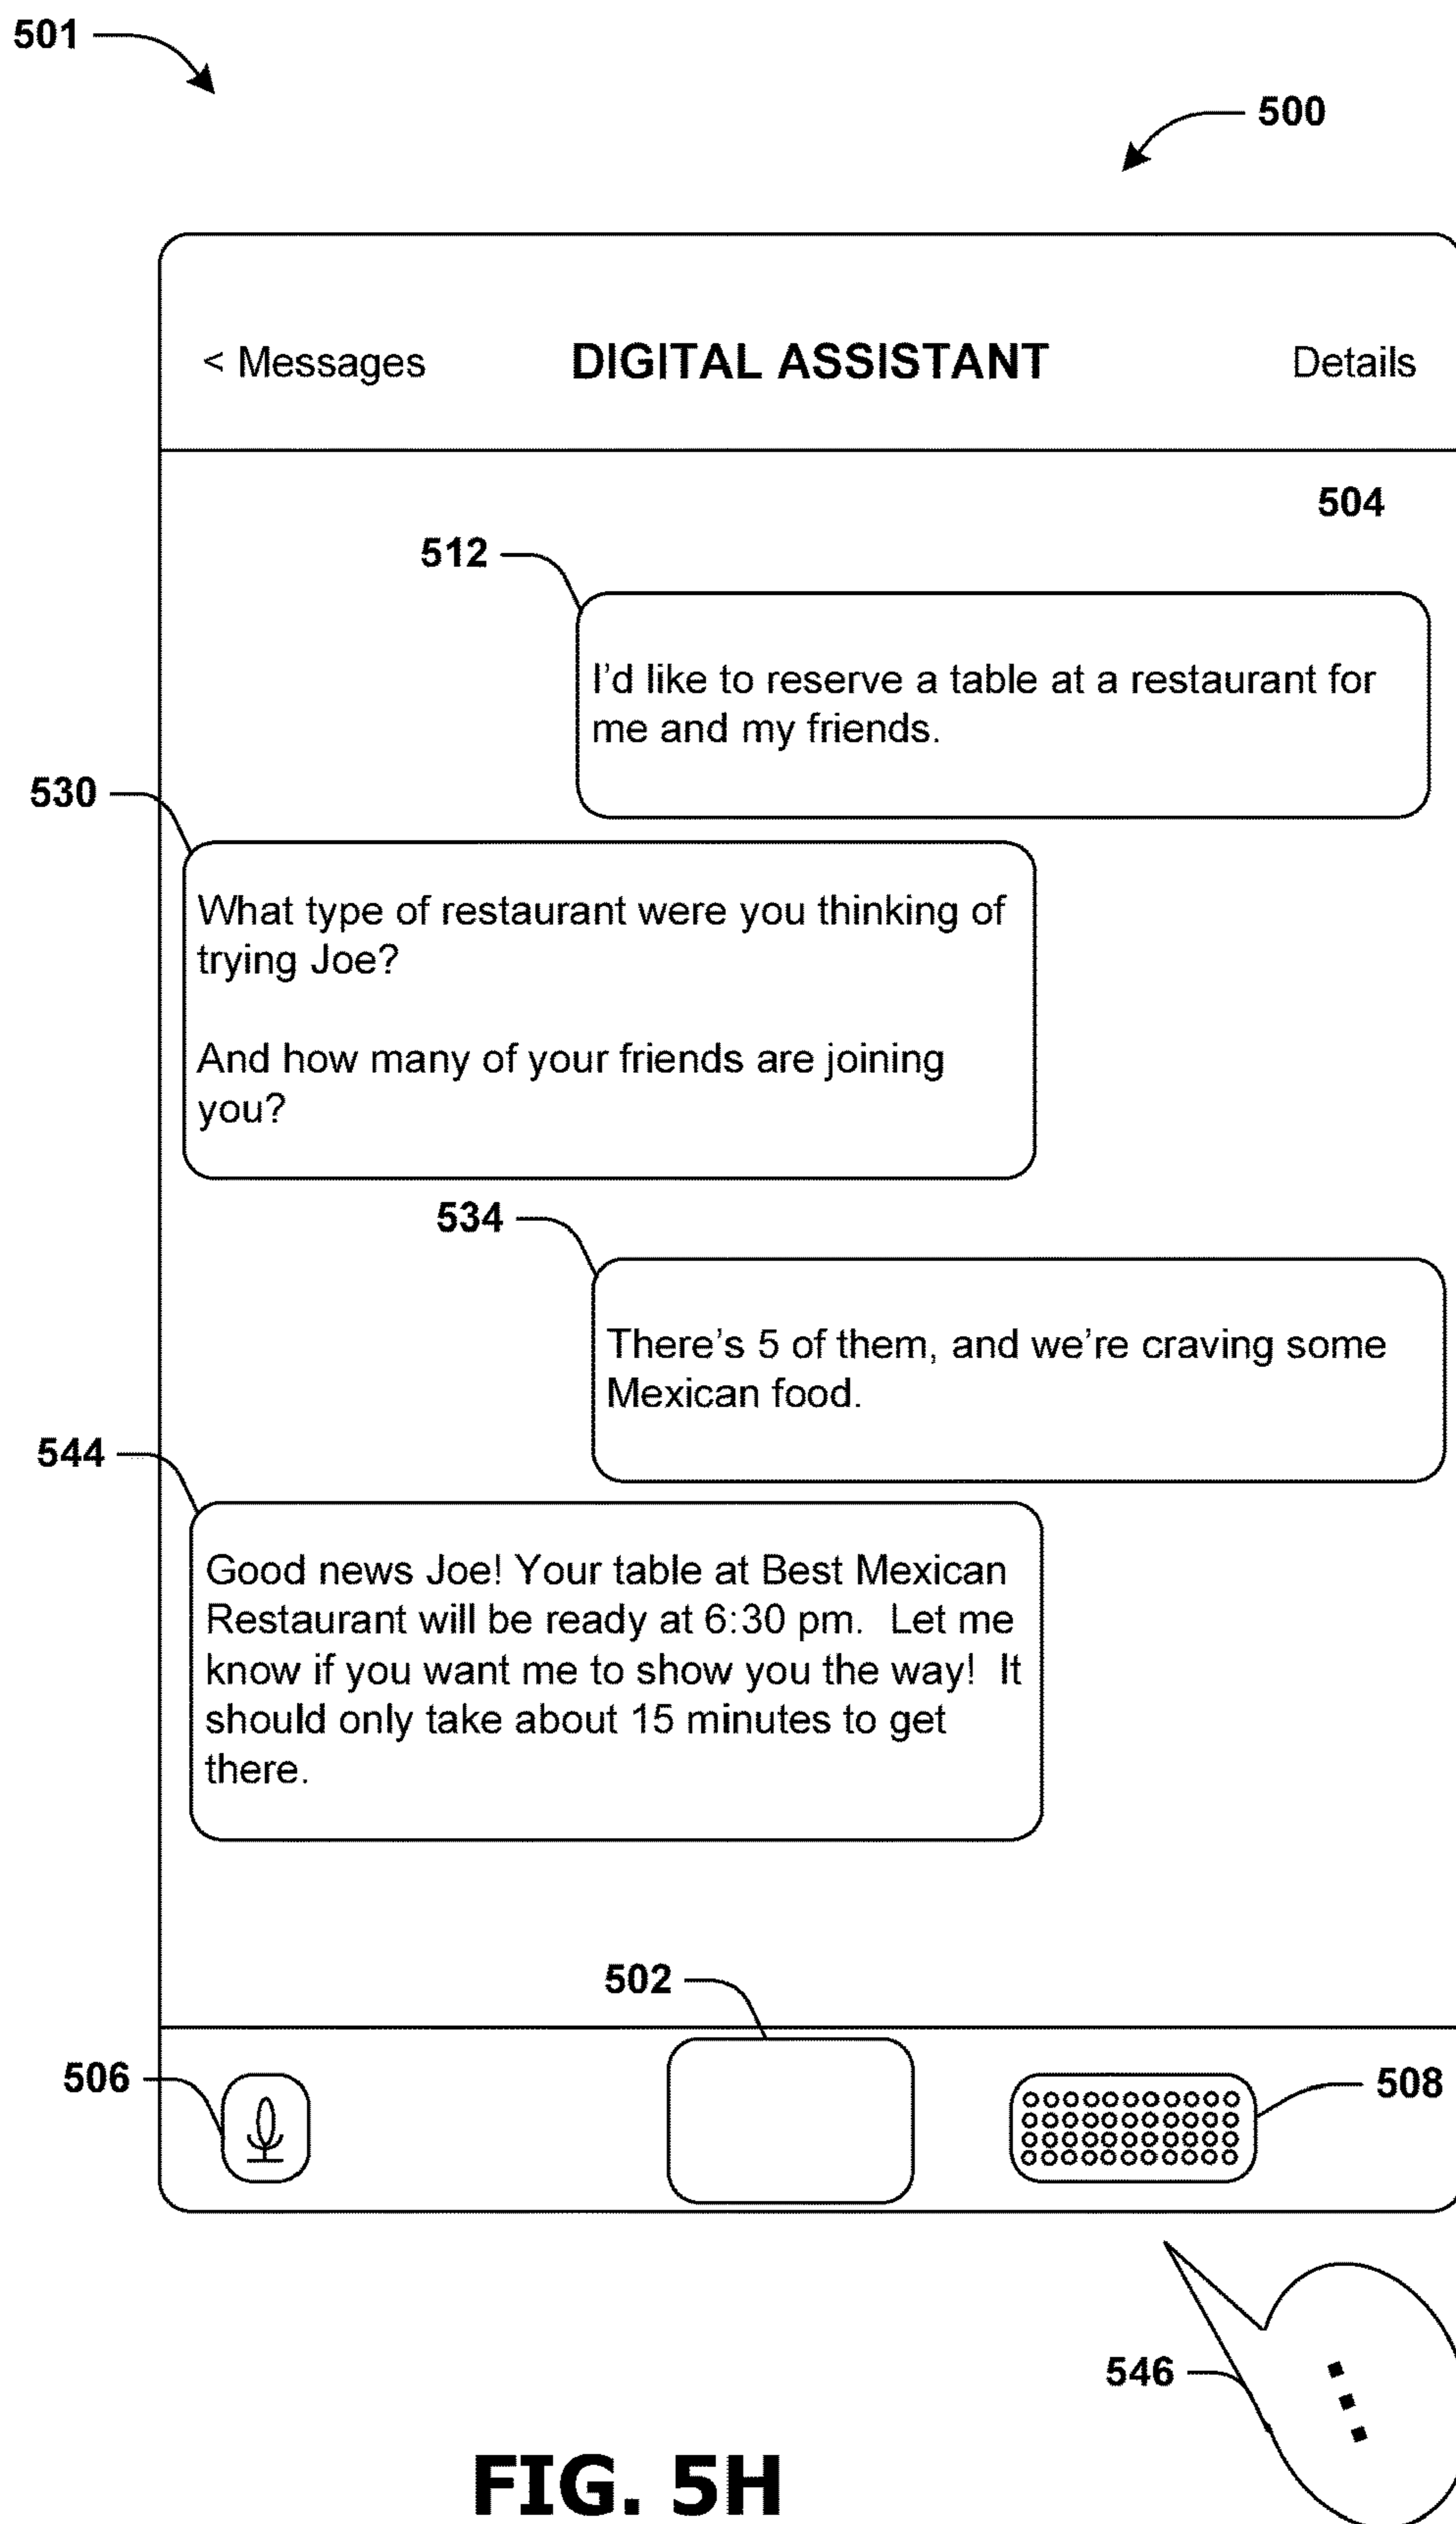 501
500
< Messages DIGITAL ASSISTANT Details
504
512
I'd like to reserve a table at a restaurant for
me and my friends.
530
What type of restaurant were you thinking of
trying Joe?
And how many of your friends are joining
you?
534
There's 5 of them, and we're craving some
Mexican food.
544
Good news Joe! Your table at Best Mexican
Restaurant will be ready at 6:30 pm.  Let me
know if you want me to show you the way!  It
should only take about 15 minutes to get
there.
502
506
508
546
...
FIG. 5H